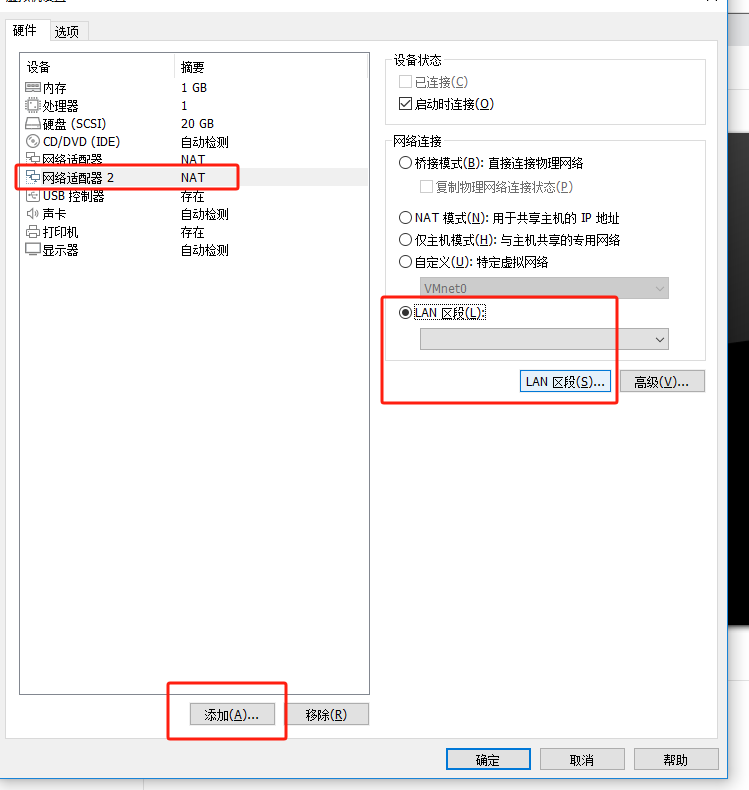 硬件 选项
设备 摘要
内存 1 GB
处理器 1
硬盘 (SCSI) 20 GB
CD/DVD (IDE) 自动检测
网络适配器 NAT
网络适配器 2 NAT
USB 控制器 存在
声卡 自动检测
打印机 存在
显示器 自动检测
添加(A)... 移除(R)
设备状态
已连接(C)
启动时连接(O)
网络连接
桥接模式(B): 直接连接物理网络
复制物理网络连接状态(P)
NAT 模式(N): 用于共享主机的 IP 地址
仅主机模式(H): 与主机共享的专用网络
自定义(U): 特定虚拟网络
VMnet0
LAN 区段(L):
LAN 区段(S)... 高级(V)...
确定 取消 帮助